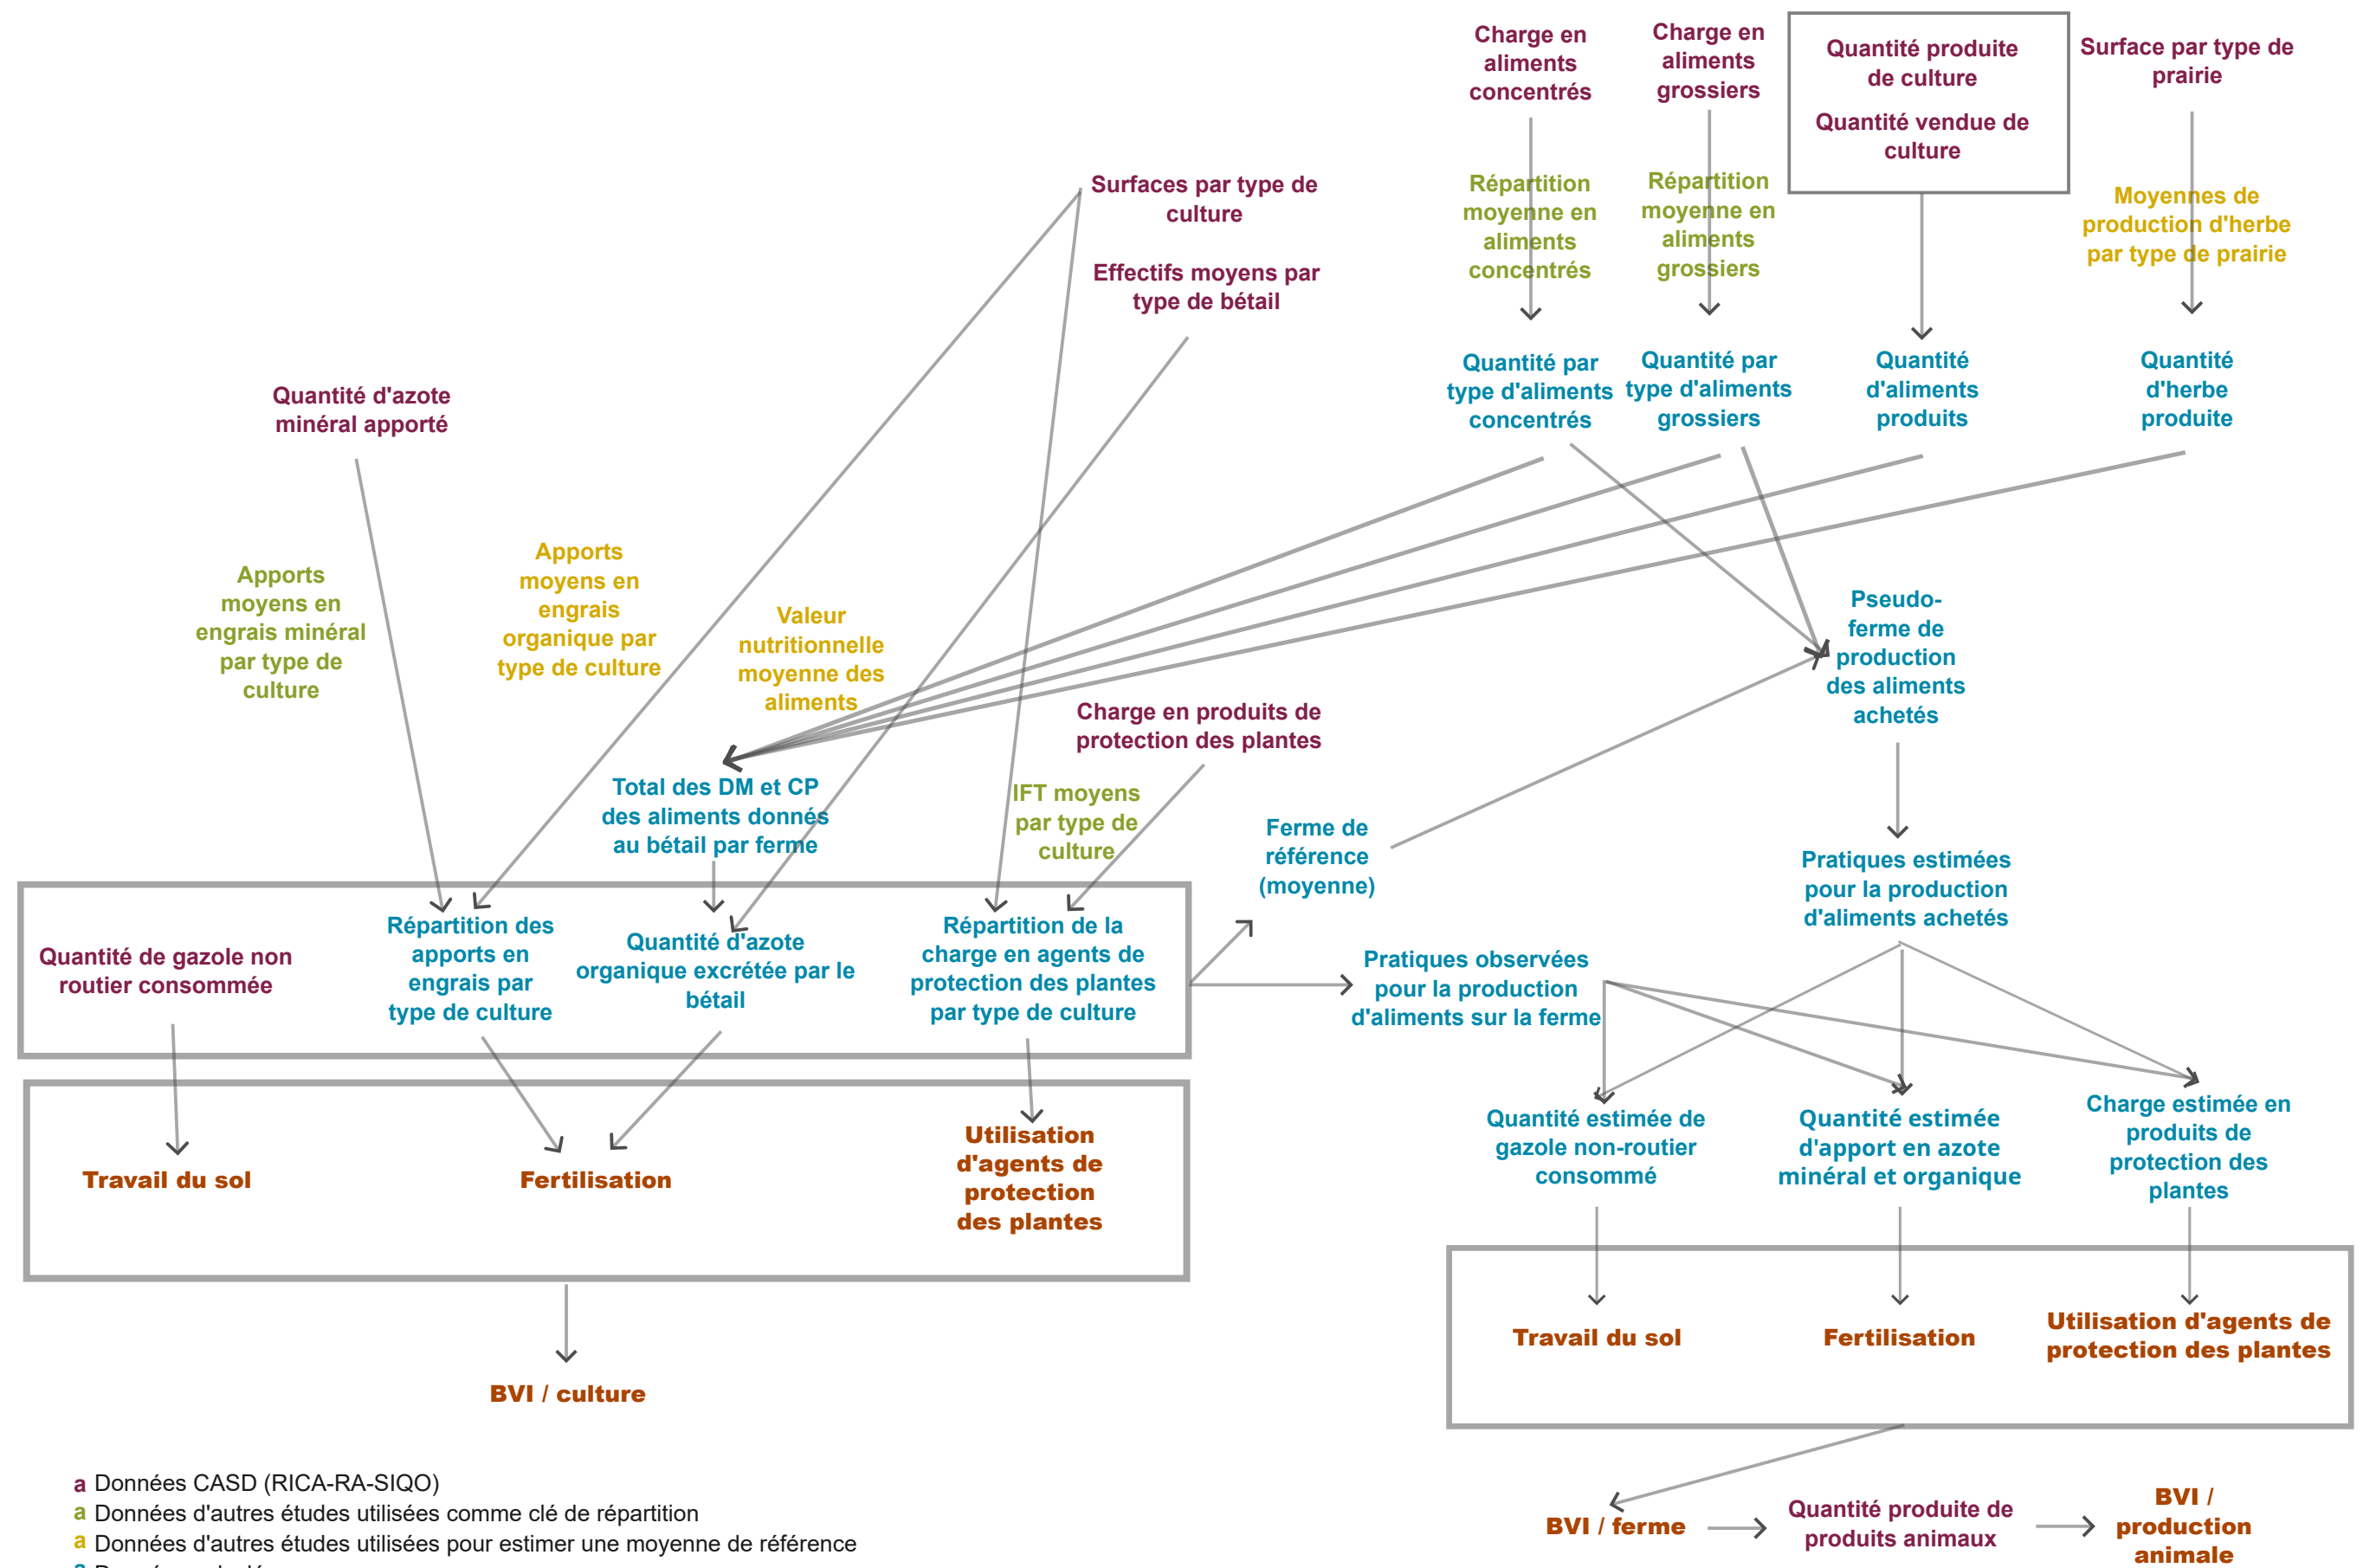 Charge en
aliments
concentrés
Charge en
aliments
grossiers
Quantité produite
de culture
Quantité vendue de
culture
Surface par type de
prairie
Surfaces par type de
culture
Effectifs moyens par
type de bétail
Répartition
moyenne en
aliments
concentrés
Répartition
moyenne en
aliments
grossiers
Moyennes de
production d'herbe
par type de prairie
Quantité d'azote
minéral apporté
Quantité par
type d'aliments
concentrés
Quantité par
type d'aliments
grossiers
Quantité
d'aliments
produits
Quantité
d'herbe
produite
Apports
moyens en
engrais minéral
par type de
culture
Apports
moyens en
engrais
organique par
type de culture
Valeur
nutritionnelle
moyenne des
aliments
Charge en produits de
protection des plantes
Pseudo-
ferme de
production
des aliments
achetés
Total des DM et CP
des aliments donnés
au bétail par ferme
IFT moyens
par type de
culture
Ferme de
référence
(moyenne)
Pratiques estimées
pour la production
d'aliments achetés
Quantité de gazole non
routier consommée
Répartition des
apports en
engrais par
type de culture
Quantité d'azote
organique excrétée par le
bétail
Répartition de la
charge en agents de
protection des plantes
par type de culture
Pratiques observées
pour la production
d'aliments sur la ferme
Travail du sol
Fertilisation
Utilisation
d'agents de
protection
des plantes
Quantité estimée de
gazole non-routier
consommé
Quantité estimée
d'apport en azote
minéral et organique
Charge estimée en
produits de
protection des
plantes
Travail du sol
Fertilisation
Utilisation d'agents de
protection des plantes
BVI / culture
BVI / ferme
Quantité produite de
produits animaux
BVI /
production
animale
a Données CASD (RICA-RA-SIQO)
a Données d'autres études utilisées comme clé de répartition
a Données d'autres études utilisées pour estimer une moyenne de référence